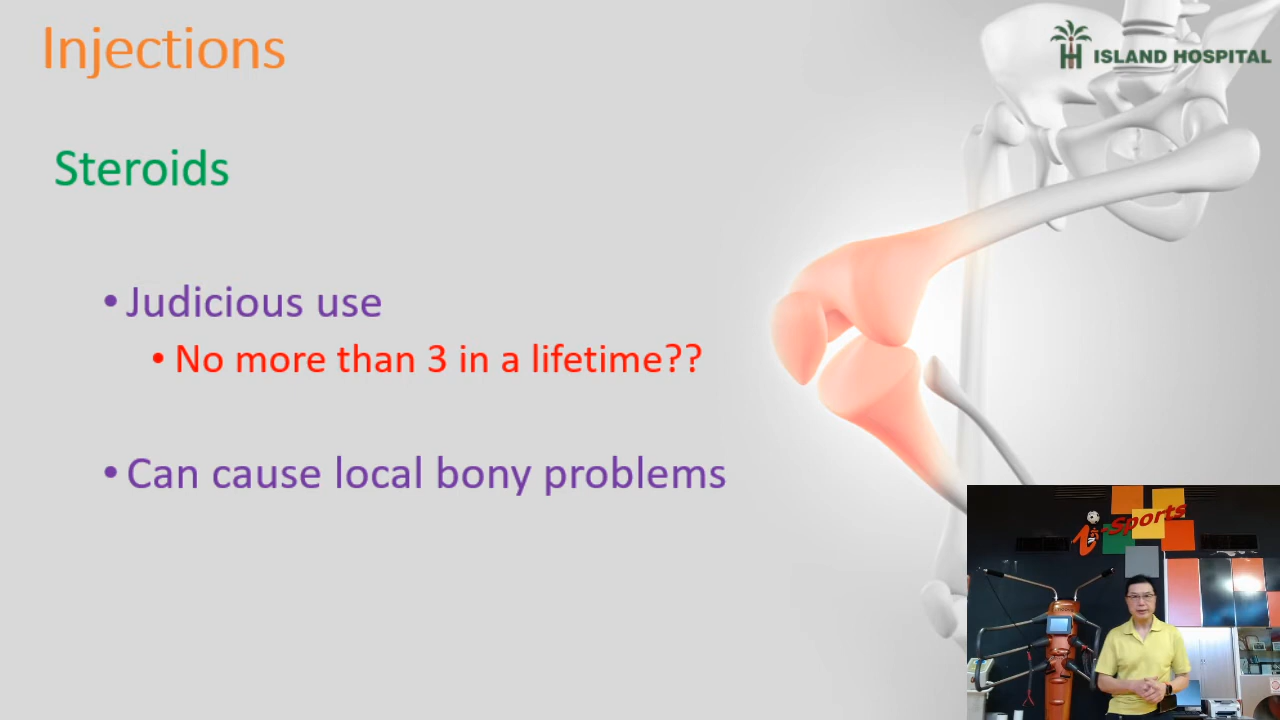 Injections
ISLAND HOSPITAL
Steroids
• Judicious use
• No more than 3 in a lifetime??
• Can cause local bony problems
i-Sports